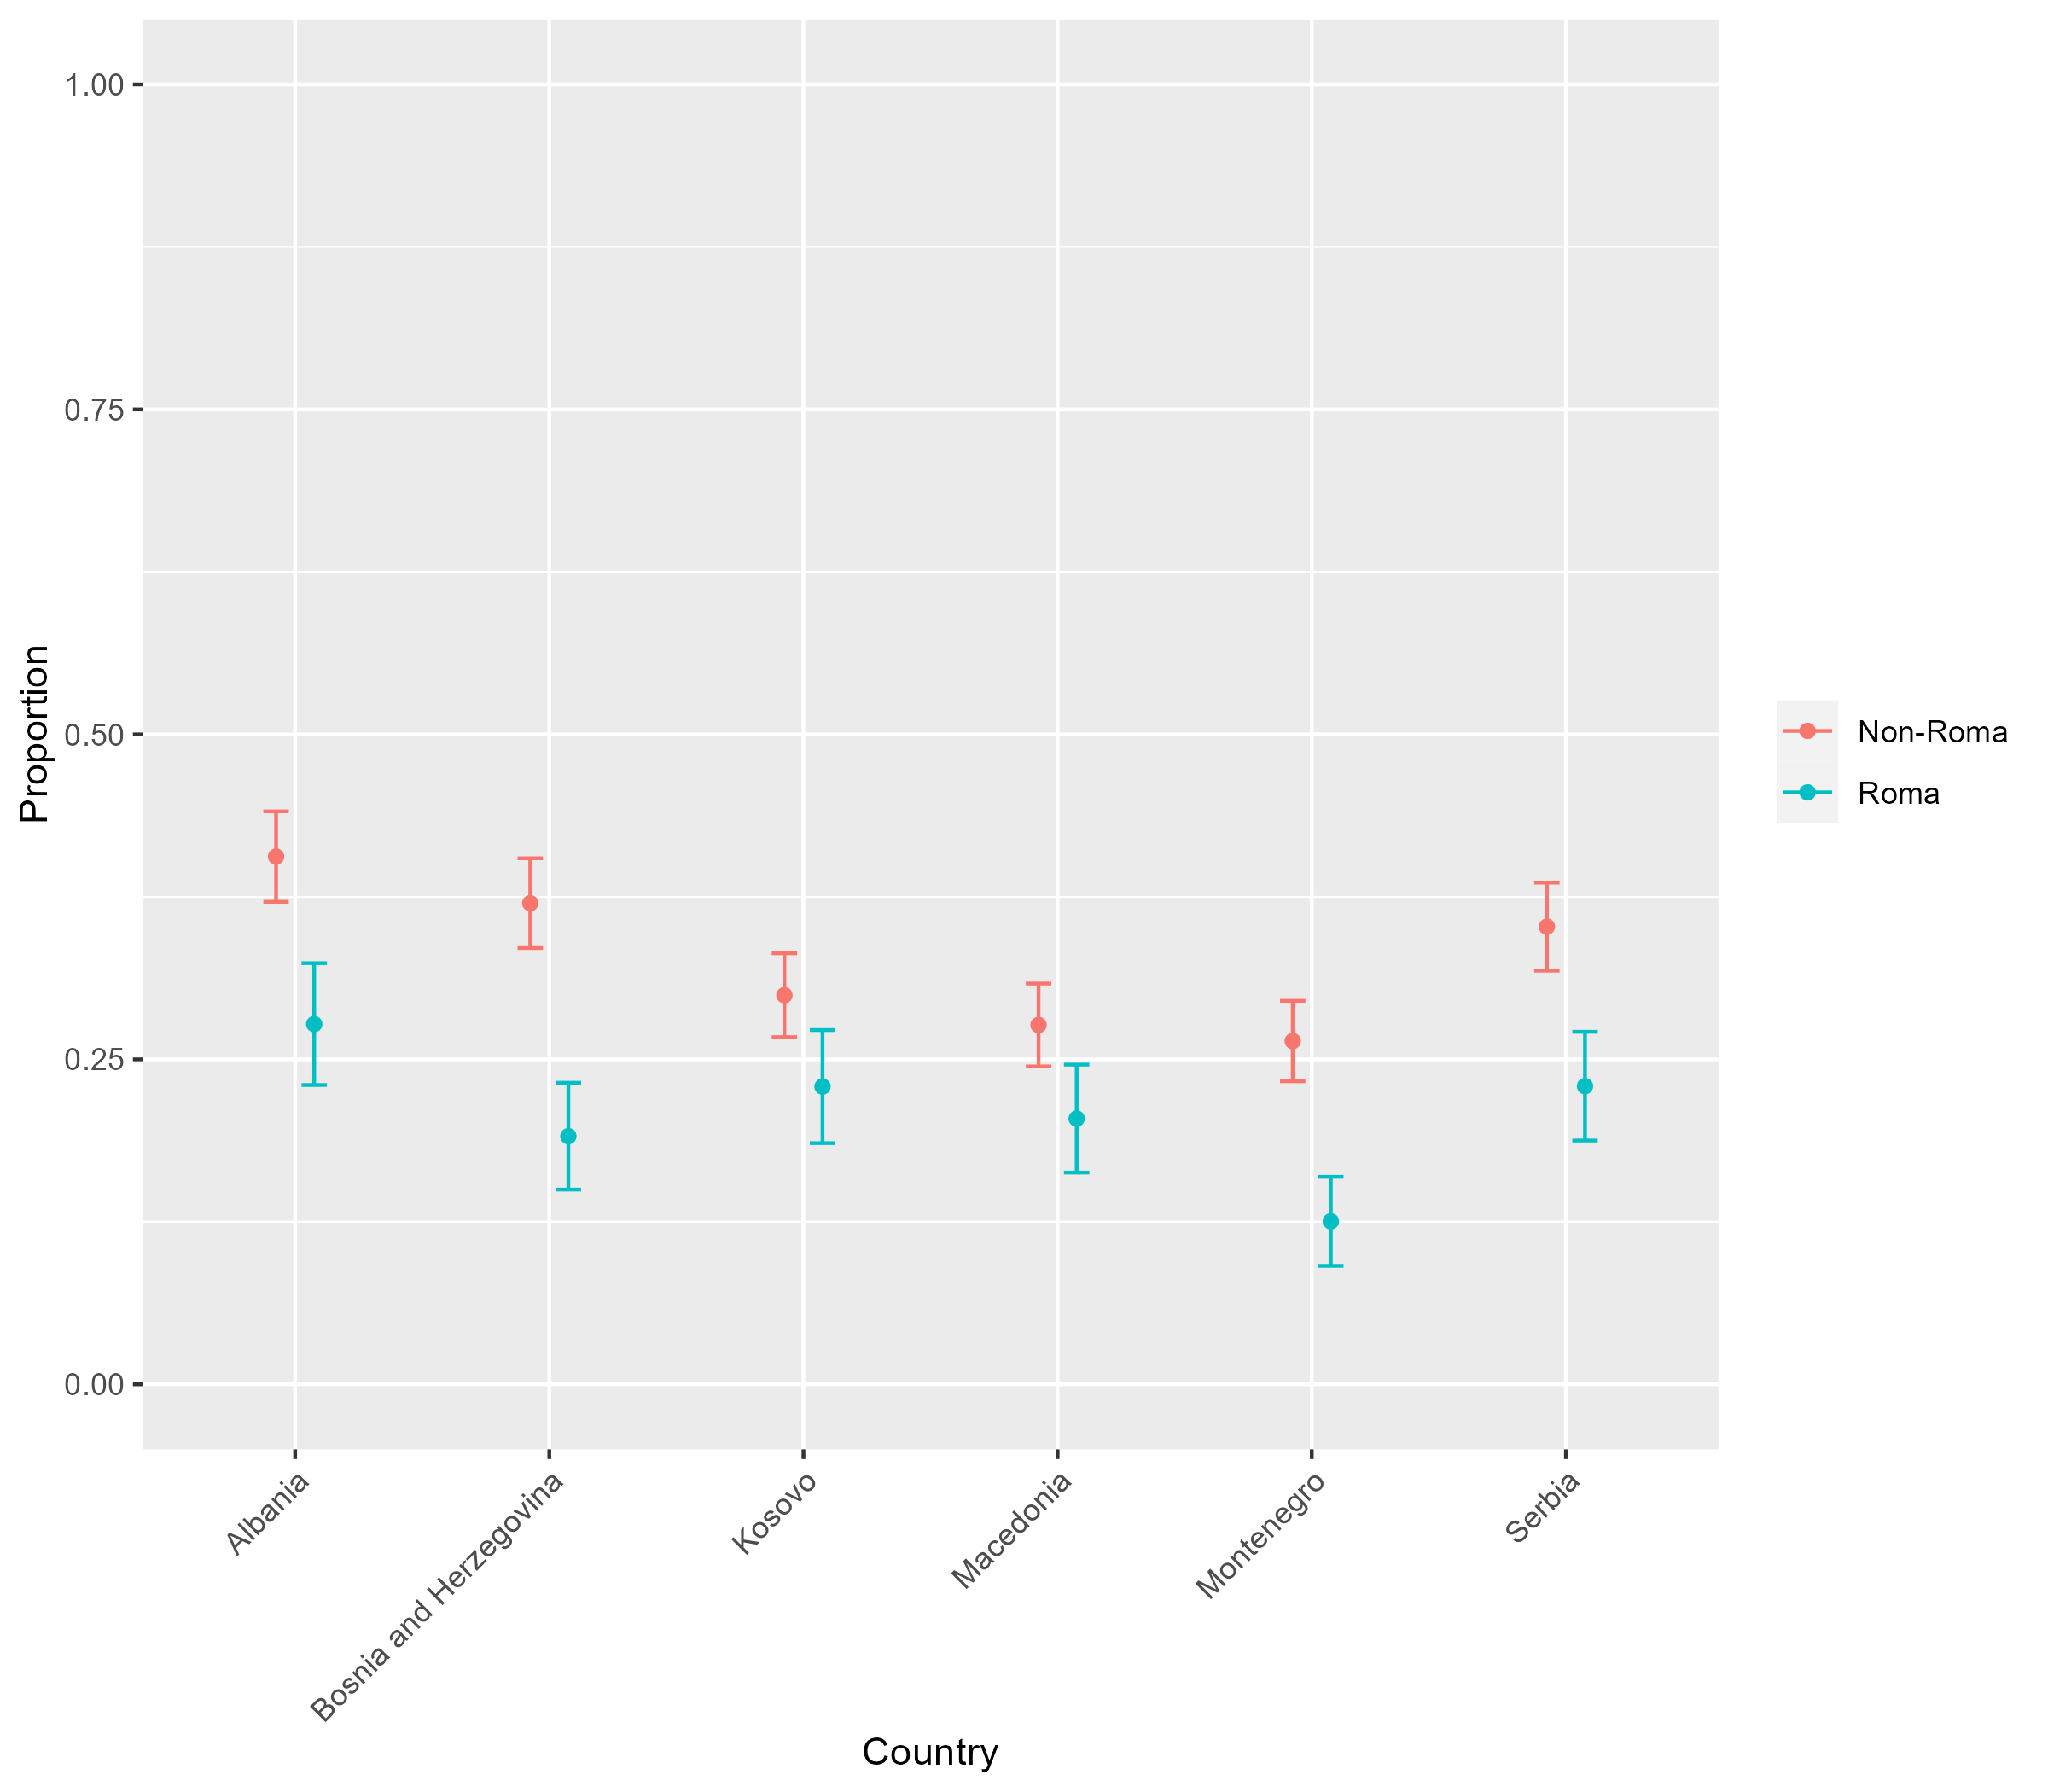 Proportion
1.00
0.75
0.50
0.25
0.00
Albania
Bosnia and Herzegovina
Kosovo
Macedonia
Montenegro
Serbia
Country
Non-Roma
Roma